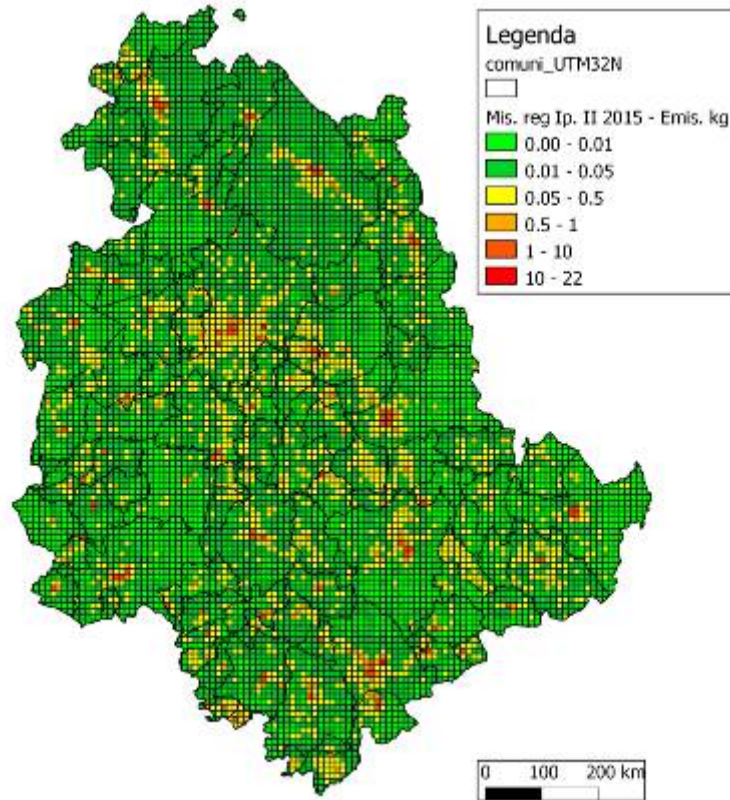 Legenda
comuni_UTM32N
Mis. reg Ip. II 2015 - Emis. kg
0.00 - 0.01
0.01 - 0.05
0.05 - 0.5
0.5 - 1
1 - 10
10 - 22
0 100 200 km